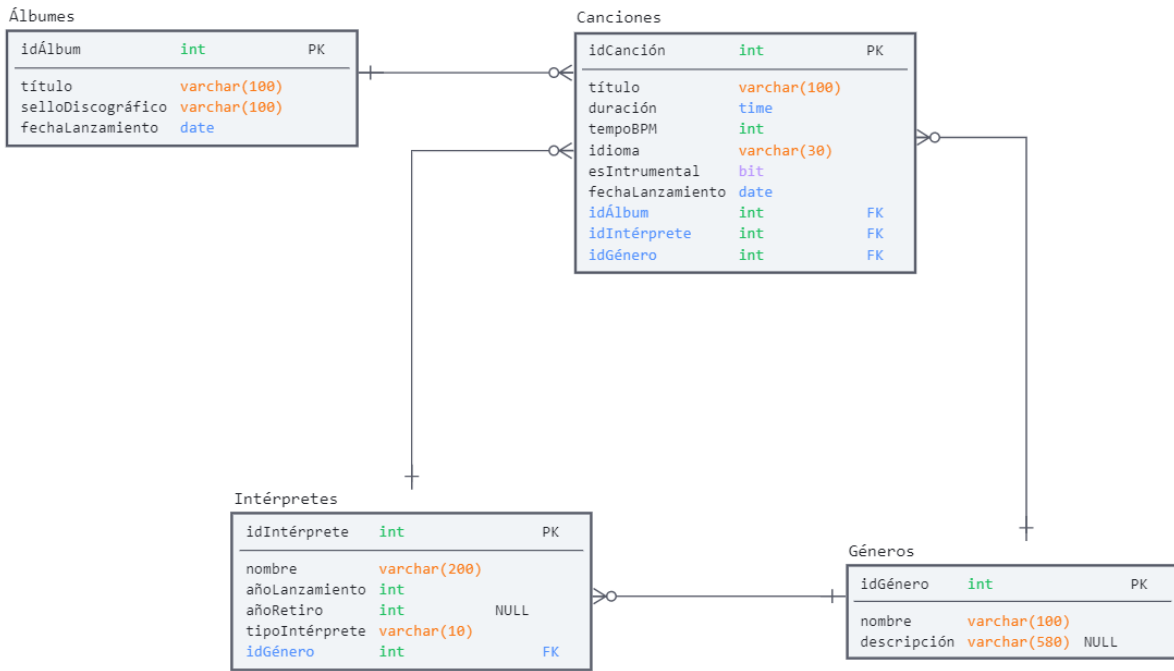 Álbumes
idÁlbum int PK
título varchar(100)
selloDiscográfico varchar(100)
fechaLanzamiento date
Canciones
idCanción int PK
título varchar(100)
duración time
tempoBPM int
idioma varchar(30)
esIntrumental bit
fechaLanzamiento date
idÁlbum int FK
idIntérprete int FK
idGénero int FK
Intérpretes
idIntérprete int PK
nombre varchar(200)
añoLanzamiento int
añoRetiro int NULL
tipoIntérprete varchar(10)
idGénero int FK
Géneros
idGénero int PK
nombre varchar(100)
descripción varchar(580) NULL